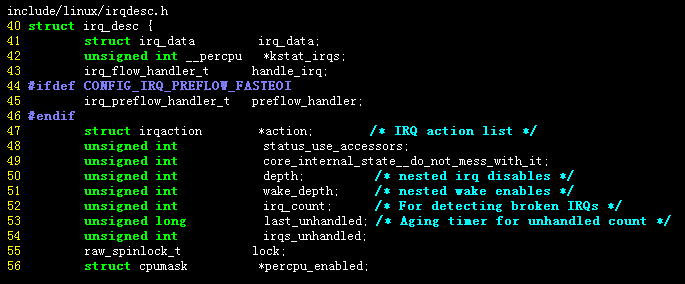 include/linux/irqdesc.h
40 struct irq_desc {
41 struct irq_data irq_data;
42 unsigned int __percpu *kstat_irqs;
43 irq_flow_handler_t handle_irq;
44 #ifdef CONFIG_IRQ_PREFLOW_FASTEOI
45 irq_preflow_handler_t preflow_handler;
46 #endif
47 struct irqaction *action; /* IRQ action list */
48 unsigned int status_use_accessors;
49 unsigned int core_internal_state__do_not_mess_with_it;
50 unsigned int depth; /* nested irq disables */
51 unsigned int wake_depth; /* nested wake enables */
52 unsigned int irq_count; /* For detecting broken IRQs */
53 unsigned long last_unhandled; /* Aging timer for unhandled count */
54 unsigned int irqs_unhandled;
55 raw_spinlock_t lock;
56 struct cpumask *percpu_enabled;